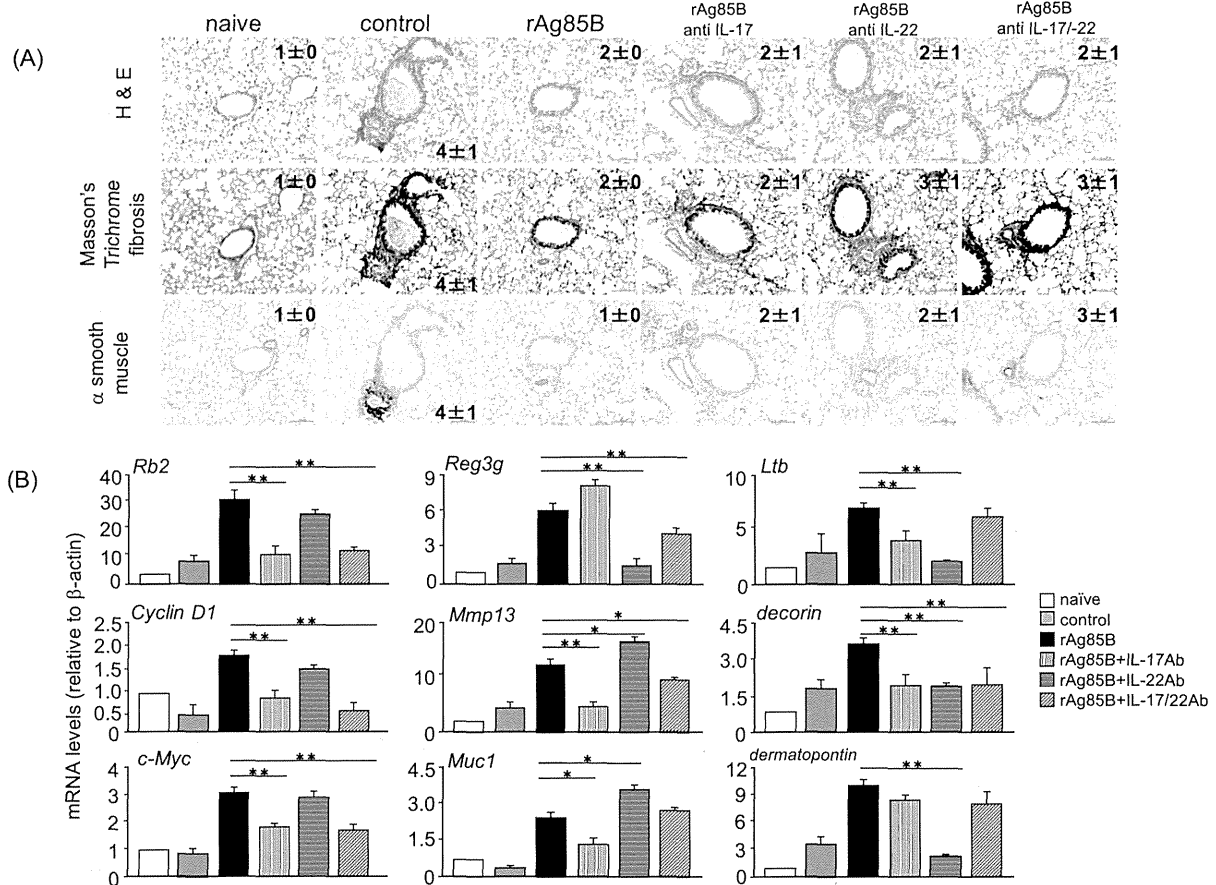 (A)
naive control rAg85B rAg85B anti IL-17 rAg85B anti IL-22 rAg85B anti IL-17/-22
H & E
1±0 4±1 2±0 2±1 2±1 2±1
Masson's Trichrome fibrosis
1±0 4±1 2±0 2±1 3±1 3±1
α smooth muscle
1±0 4±1 1±0 2±1 2±1 3±1
(B)
mRNA levels (relative to β-actin)
Rb2
40
30
20
10
0
** **
Reg3g
9
6
3
0
** **
Ltb
10
5
0
** **
Cyclin D1
2.5
2.0
1.5
1.0
0.5
0
** **
Mmp13
20
10
0
** * *
decorin
4.5
3.0
1.5
0
** ** **
c-Myc
4
3
2
1
0
** **
Muc1
4.5
3.0
1.5
0
* *
dermatopontin
12
9
6
3
0
**
naïve
control
rAg85B
rAg85B+IL-17Ab
rAg85B+IL-22Ab
rAg85B+IL-17/22Ab